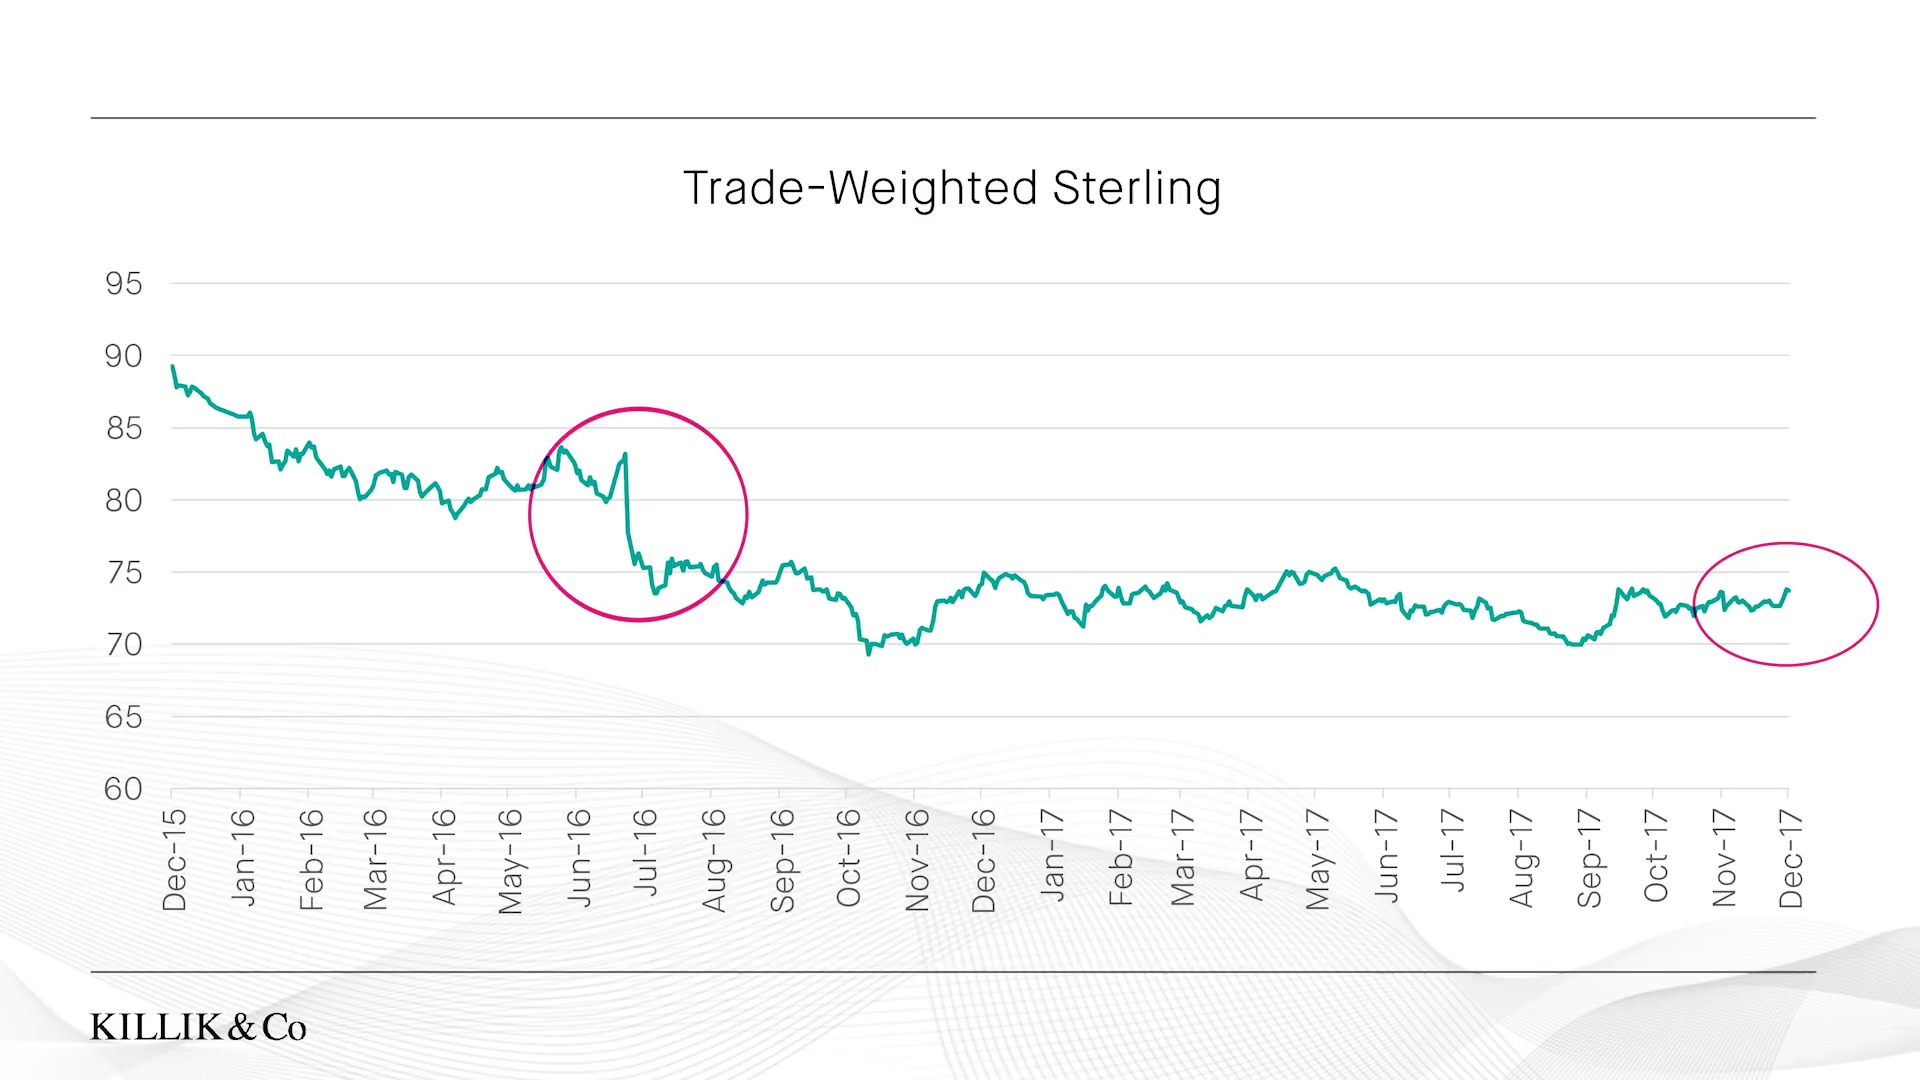 Trade-Weighted Sterling
95
90
85
80
75
70
65
60
Dec-15
Jan-16
Feb-16
Mar-16
Apr-16
May-16
Jun-16
Jul-16
Aug-16
Sep-16
Oct-16
Nov-16
Dec-16
Jan-17
Feb-17
Mar-17
Apr-17
May-17
Jun-17
Jul-17
Aug-17
Sep-17
Oct-17
Nov-17
Dec-17
KILLIK & Co